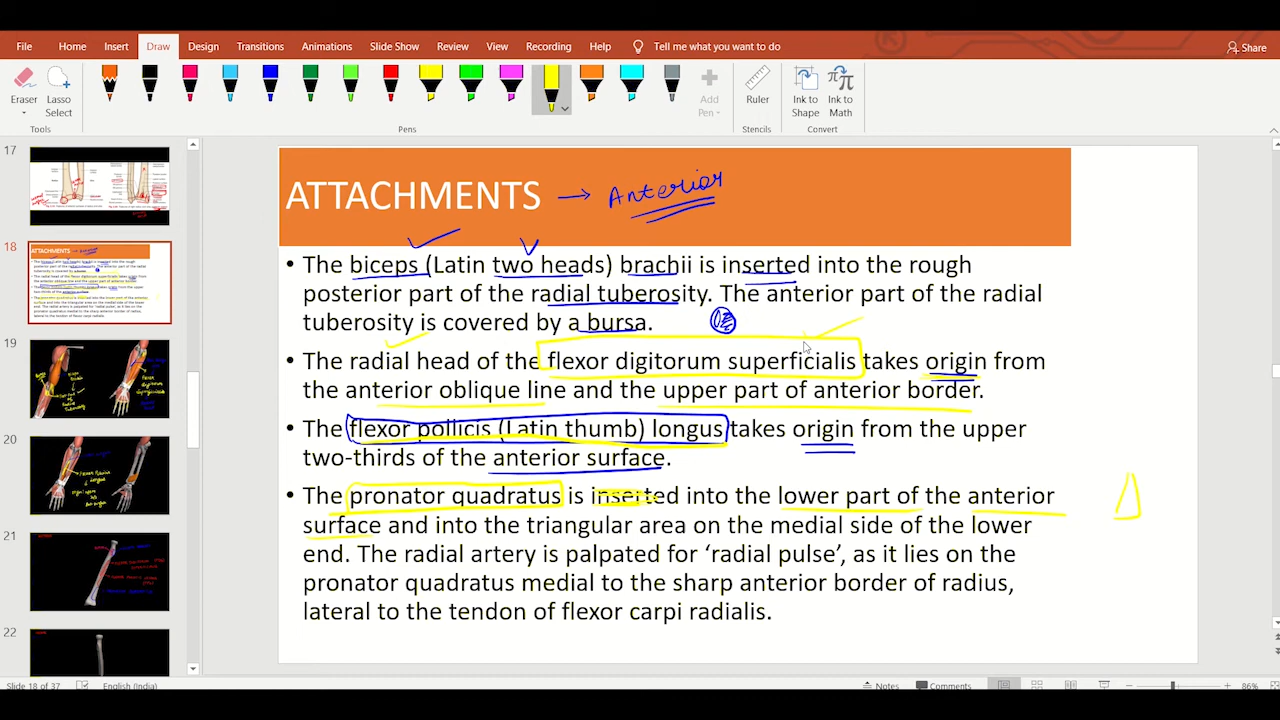 File Home Insert Draw Design Transitions Animations Slide Show Review View Recording Help Tell me what you want to do Share
Eraser Lasso Select Add Pen Ruler Ink to Shape Ink to Math
Tools Pens Stencils Convert
17
18
19
20
21
22
ATTACHMENTS → Anterior
• The biceps (Latin two heads) brachii is inserted into the rough
posterior part of the radial tuberosity. The anterior part of the radial
tuberosity is covered by a bursa.
• The radial head of the flexor digitorum superficialis takes origin from
the anterior oblique line and the upper part of anterior border.
• The flexor pollicis (Latin thumb) longus takes origin from the upper
two-thirds of the anterior surface.
• The pronator quadratus is inserted into the lower part of the anterior
surface and into the triangular area on the medial side of the lower
end. The radial artery is palpated for ‘radial pulse’, as it lies on the
pronator quadratus medial to the sharp anterior border of radius,
lateral to the tendon of flexor carpi radialis.
Slide 18 of 37 English (India) Notes Comments 86%